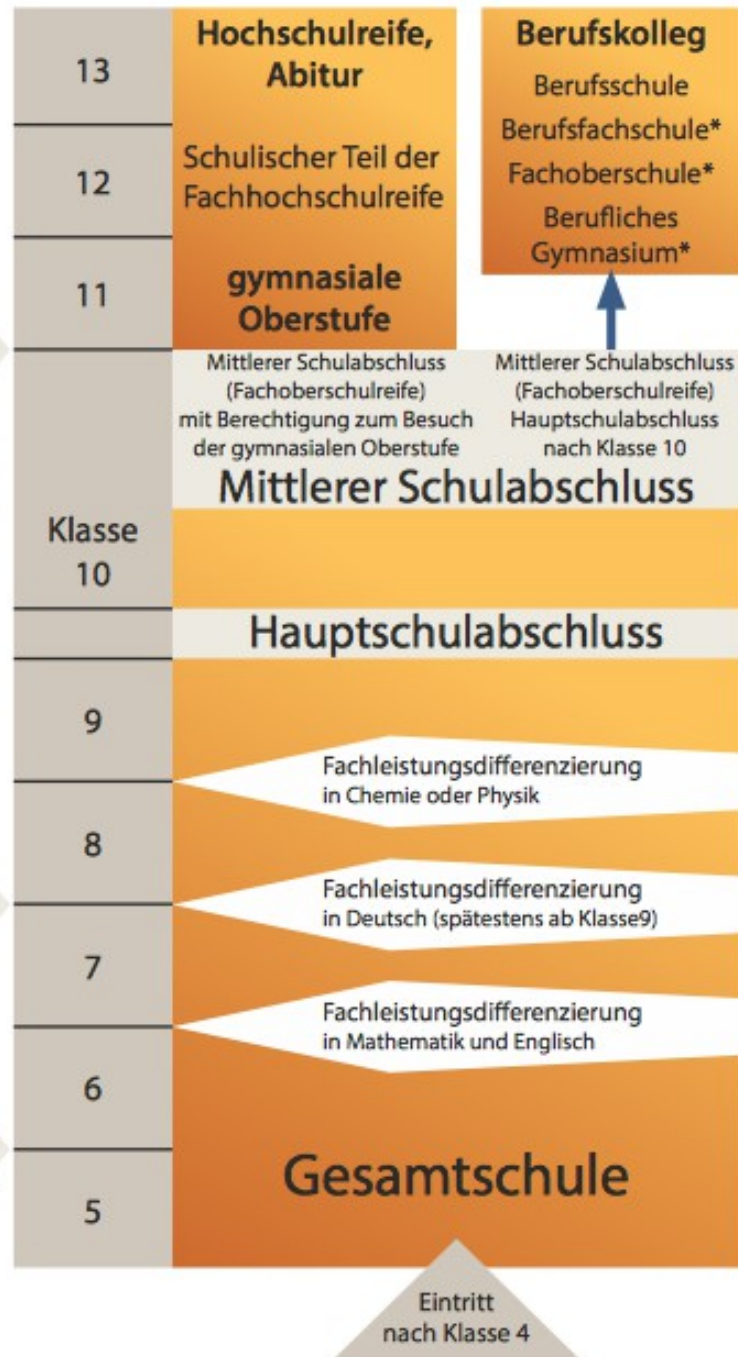 13
Hochschulreife,
Abitur
12
Schulischer Teil der
Fachhochschulreife
11
gymnasiale
Oberstufe
Berufskolleg
Berufsschule
Berufsfachschule*
Fachoberschule*
Berufliches
Gymnasium*
Mittlerer Schulabschluss
(Fachoberschulreife)
mit Berechtigung zum Besuch
der gymnasialen Oberstufe
Mittlerer Schulabschluss
(Fachoberschulreife)
Hauptschulabschluss
nach Klasse 10
Mittlerer Schulabschluss
Klasse
10
Hauptschulabschluss
9
Fachleistungsdifferenzierung
in Chemie oder Physik
8
Fachleistungsdifferenzierung
in Deutsch (spätestens ab Klasse9)
7
Fachleistungsdifferenzierung
in Mathematik und Englisch
6
Gesamtschule
5
Eintritt
nach Klasse 4